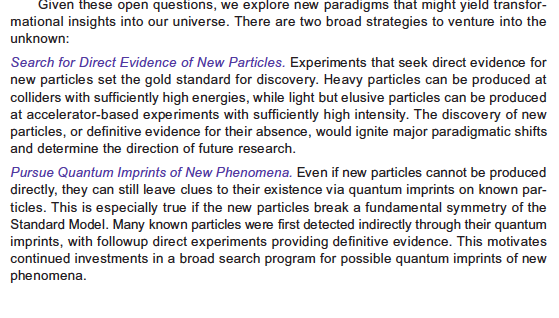 Given these open questions, we explore new paradigms that might yield transfor-
mational insights into our universe. There are two broad strategies to venture into the
unknown:
Search for Direct Evidence of New Particles. Experiments that seek direct evidence for
new particles set the gold standard for discovery. Heavy particles can be produced at
colliders with sufficiently high energies, while light but elusive particles can be produced
at accelerator-based experiments with sufficiently high intensity. The discovery of new
particles, or definitive evidence for their absence, would ignite major paradigmatic shifts
and determine the direction of future research.
Pursue Quantum Imprints of New Phenomena. Even if new particles cannot be produced
directly, they can still leave clues to their existence via quantum imprints on known par-
ticles. This is especially true if the new particles break a fundamental symmetry of the
Standard Model. Many known particles were first detected indirectly through their quantum
imprints, with followup direct experiments providing definitive evidence. This motivates
continued investments in a broad search program for possible quantum imprints of new
phenomena.